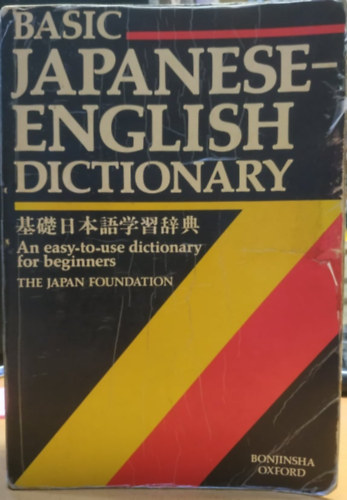 BASIC
JAPANESE–
ENGLISH
DICTIONARY
基礎日本語学習辞典
An easy-to-use dictionary
for beginners
THE JAPAN FOUNDATION
BONJINSHA
OXFORD